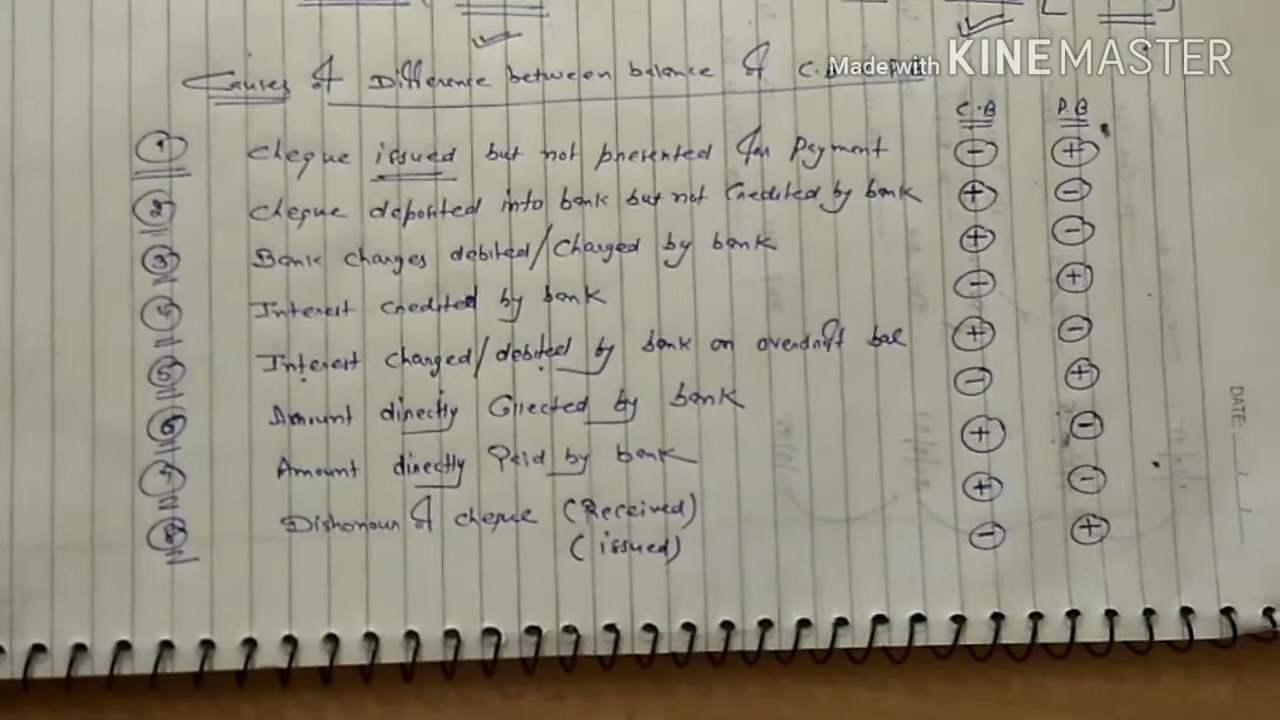 Made with KINEMASTER
Causes of Difference between balance of C.B
C.B P.B
1 Cheque issued but not presented for Payment - +
2 Cheque deposited into bank but not Credited by bank + -
3 Bank charges debited/Charged by bank + -
Interest credited by bank - +
5 Interest charged/debited by bank on overdraft bal + -
6 Amount directly Collected by bank - +
7 Amount directly Paid by bank + -
8 Dishonour of cheque (Received) + -
(issued) - +
DATE: